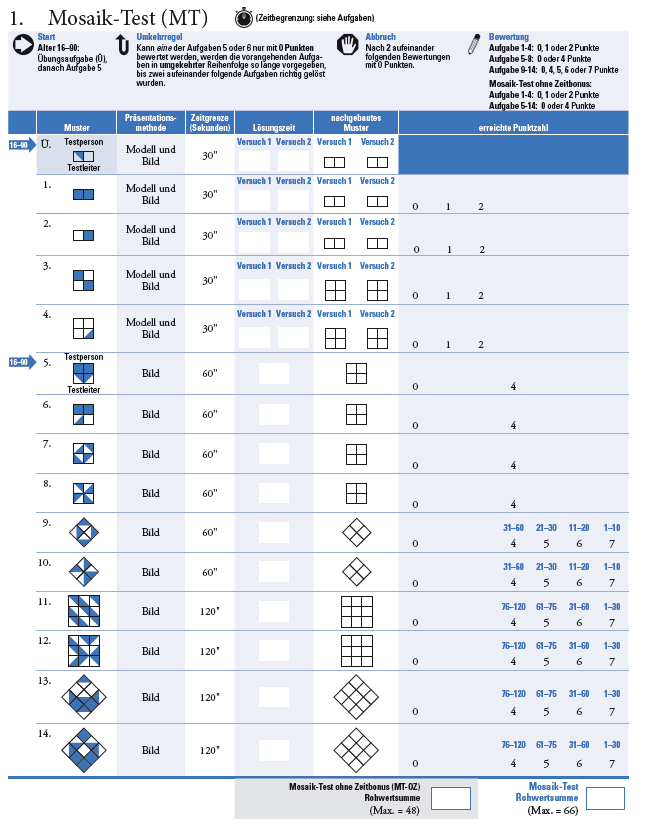 1. Mosaik-Test (MT) (Zeitbegrenzung: siehe Aufgaben)
Start
Alter 16–90:
Übungsaufgabe (Ü),
danach Aufgabe 5
Umkehrregel
Kann eine der Aufgaben 5 oder 6 nur mit 0 Punkten
bewertet werden, werden die vorangehenden Aufga-
ben in umgekehrter Reihenfolge so lange vorgegeben,
bis zwei aufeinander folgende Aufgaben richtig gelöst
wurden.
Abbruch
Nach 2 aufeinander
folgenden Bewertungen
mit 0 Punkten.
Bewertung
Aufgabe 1-4: 0, 1 oder 2 Punkte
Aufgabe 5-8: 0 oder 4 Punkte
Aufgabe 9-14: 0, 4, 5, 6 oder 7 Punkte
Mosaik-Test ohne Zeitbonus:
Aufgabe 1-4: 0, 1 oder 2 Punkte
Aufgabe 5-14: 0 oder 4 Punkte
Muster
Präsentations-
methode
Zeitgrenze
(Sekunden)
Lösungszeit
nachgebautes
Muster
erreichte Punktzahl
16–90
Ü.
Testperson
Testleiter
Modell und
Bild
30"
Versuch 1 Versuch 2 Versuch 1 Versuch 2
1.
Modell und
Bild
30"
Versuch 1 Versuch 2 Versuch 1 Versuch 2
0 1 2
2.
Modell und
Bild
30"
Versuch 1 Versuch 2 Versuch 1 Versuch 2
0 1 2
3.
Modell und
Bild
30"
Versuch 1 Versuch 2 Versuch 1 Versuch 2
0 1 2
4.
Modell und
Bild
30"
Versuch 1 Versuch 2 Versuch 1 Versuch 2
0 1 2
16–90
5.
Testperson
Testleiter
Bild
60"
0 4
6.
Bild
60"
0 4
7.
Bild
60"
0 4
8.
Bild
60"
0 4
9.
Bild
60"
31–60 21–30 11–20 1–10
0 4 5 6 7
10.
Bild
60"
31–60 21–30 11–20 1–10
0 4 5 6 7
11.
Bild
120"
76–120 61–75 31–60 1–30
0 4 5 6 7
12.
Bild
120"
76–120 61–75 31–60 1–30
0 4 5 6 7
13.
Bild
120"
76–120 61–75 31–60 1–30
0 4 5 6 7
14.
Bild
120"
76–120 61–75 31–60 1–30
0 4 5 6 7
Mosaik-Test ohne Zeitbonus (MT-OZ)
Rohwertsumme
(Max. = 48)
Mosaik-Test
Rohwertsumme
(Max. = 66)